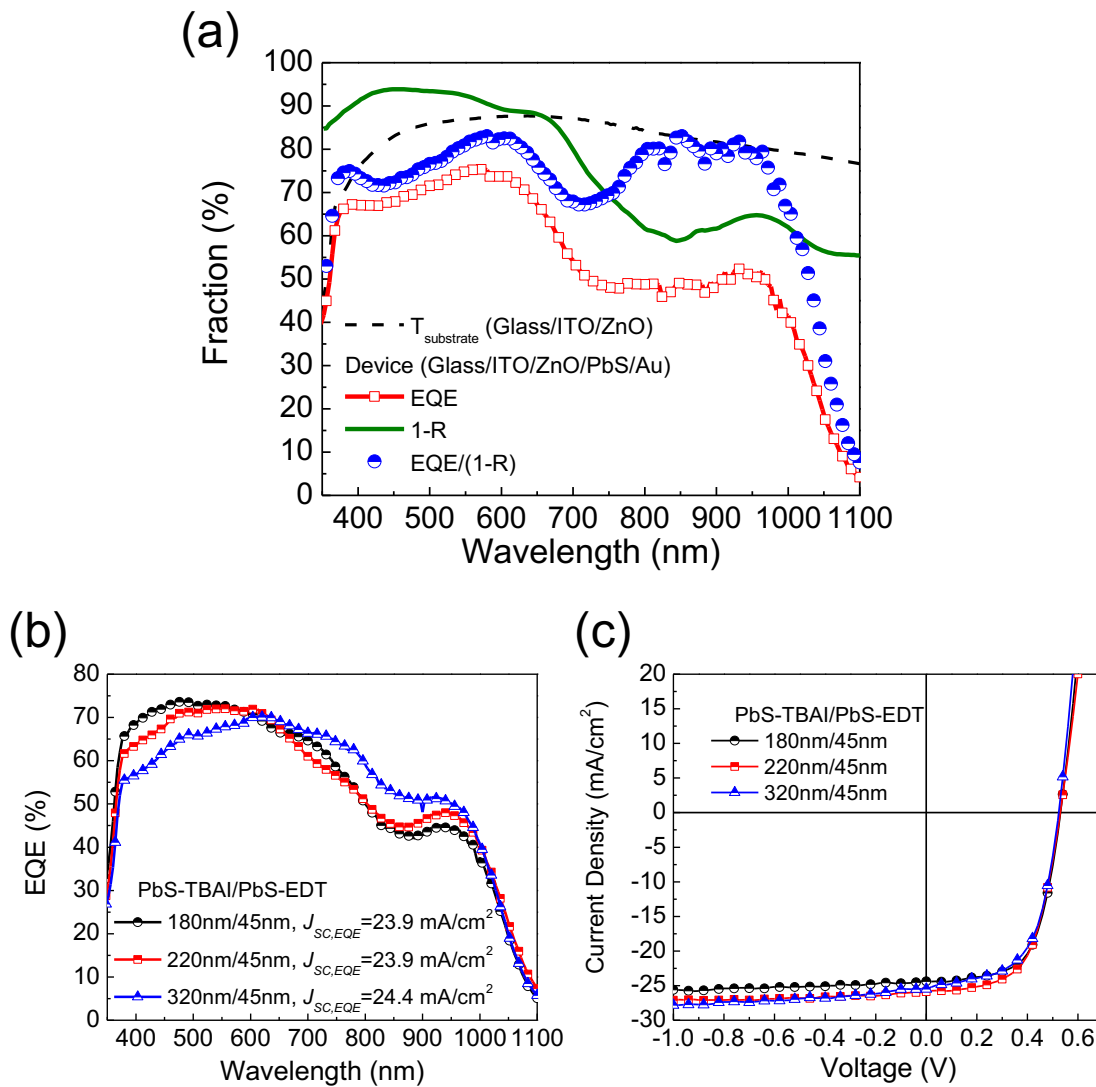 (a)
100
90
80
70
60
50
40
30
20
10
0
Fraction (%)
T_substrate (Glass/ITO/ZnO)
Device (Glass/ITO/ZnO/PbS/Au)
EQE
1-R
EQE/(1-R)
400 500 600 700 800 900 1000 1100
Wavelength (nm)
(b)
80
70
60
50
40
30
20
10
0
EQE (%)
PbS-TBAI/PbS-EDT
180nm/45nm, J_SC,EQE=23.9 mA/cm²
220nm/45nm, J_SC,EQE=23.9 mA/cm²
320nm/45nm, J_SC,EQE=24.4 mA/cm²
400 500 600 700 800 900 1000 1100
Wavelength (nm)
(c)
20
15
10
5
0
-5
-10
-15
-20
-25
-30
Current Density (mA/cm²)
PbS-TBAI/PbS-EDT
180nm/45nm
220nm/45nm
320nm/45nm
-1.0 -0.8 -0.6 -0.4 -0.2 0.0 0.2 0.4 0.6
Voltage (V)